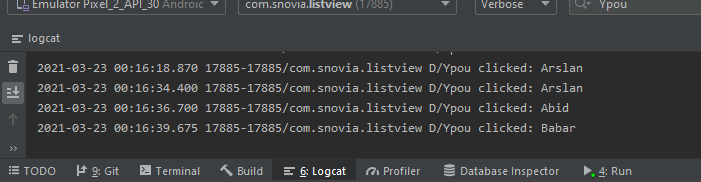 Emulator Pixel_2_API_30 Android com.snovia.listview (17885) Verbose Ypou
logcat
2021-03-23 00:16:18.870 17885-17885/com.snovia.listview D/Ypou clicked: Arslan
2021-03-23 00:16:34.400 17885-17885/com.snovia.listview D/Ypou clicked: Arslan
2021-03-23 00:16:36.700 17885-17885/com.snovia.listview D/Ypou clicked: Abid
2021-03-23 00:16:39.675 17885-17885/com.snovia.listview D/Ypou clicked: Babar
TODO 9: Git Terminal Build 6: Logcat Profiler Database Inspector 4: Run